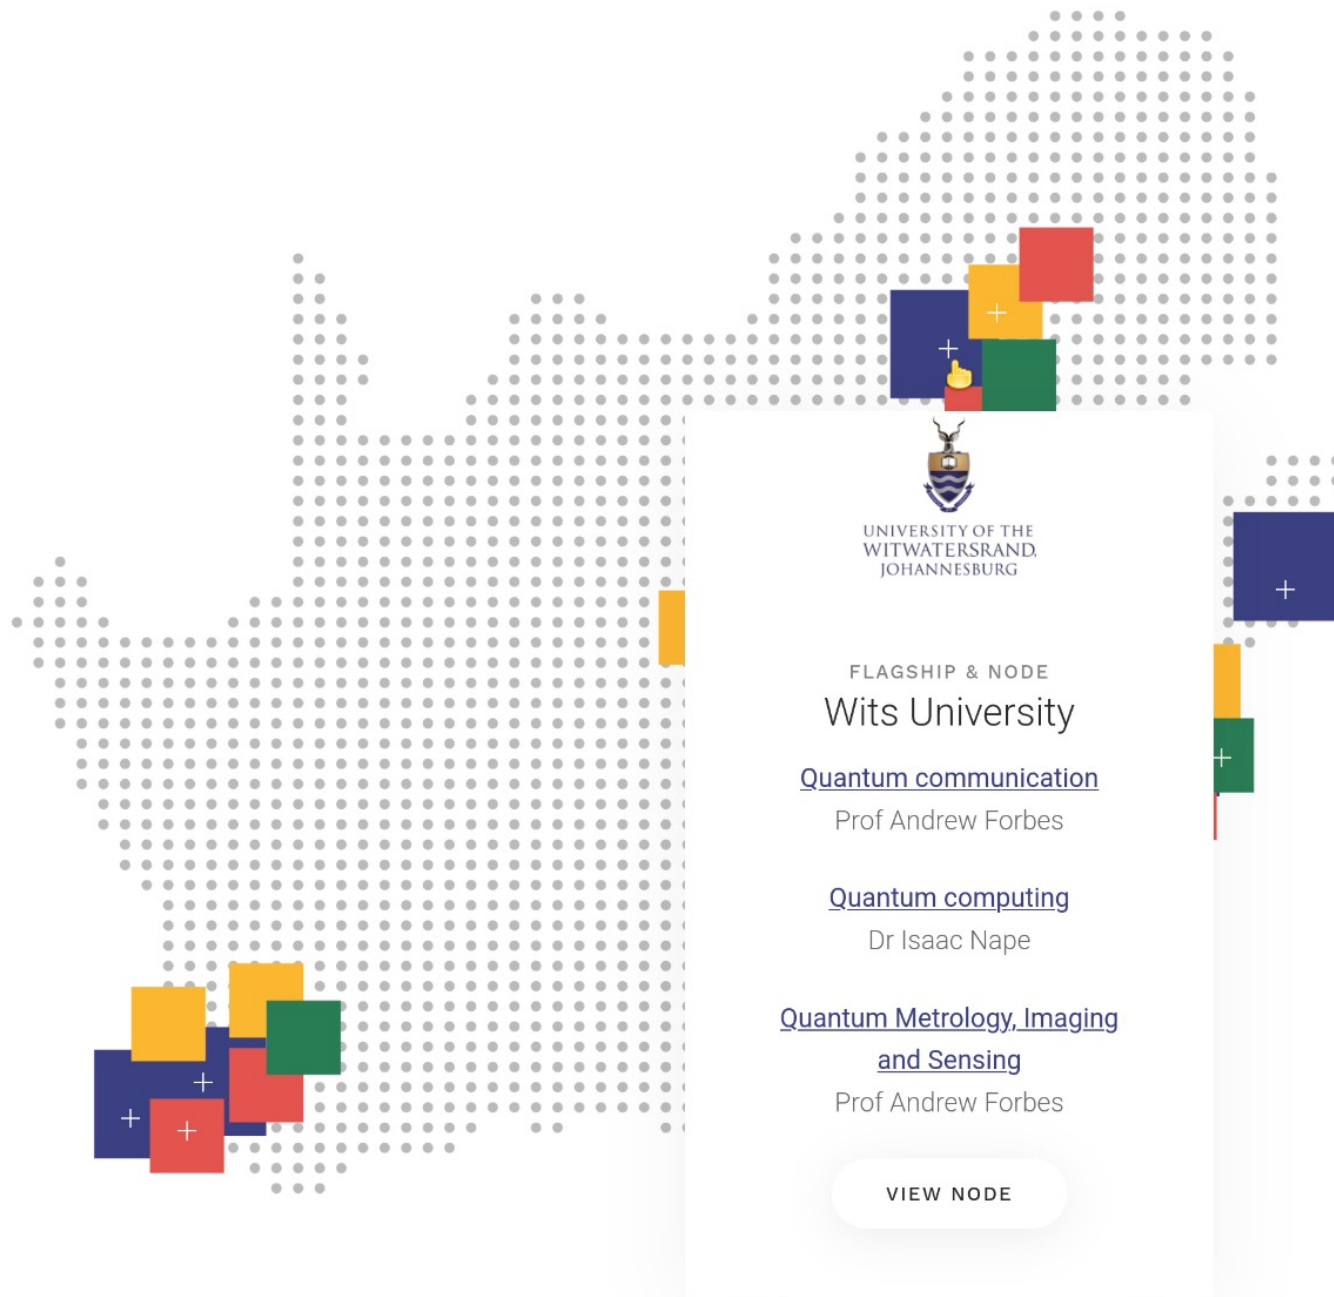 UNIVERSITY OF THE
WITWATERSRAND,
JOHANNESBURG
FLAGSHIP & NODE
Wits University
Quantum communication
Prof Andrew Forbes
Quantum computing
Dr Isaac Nape
Quantum Metrology, Imaging
and Sensing
Prof Andrew Forbes
VIEW NODE